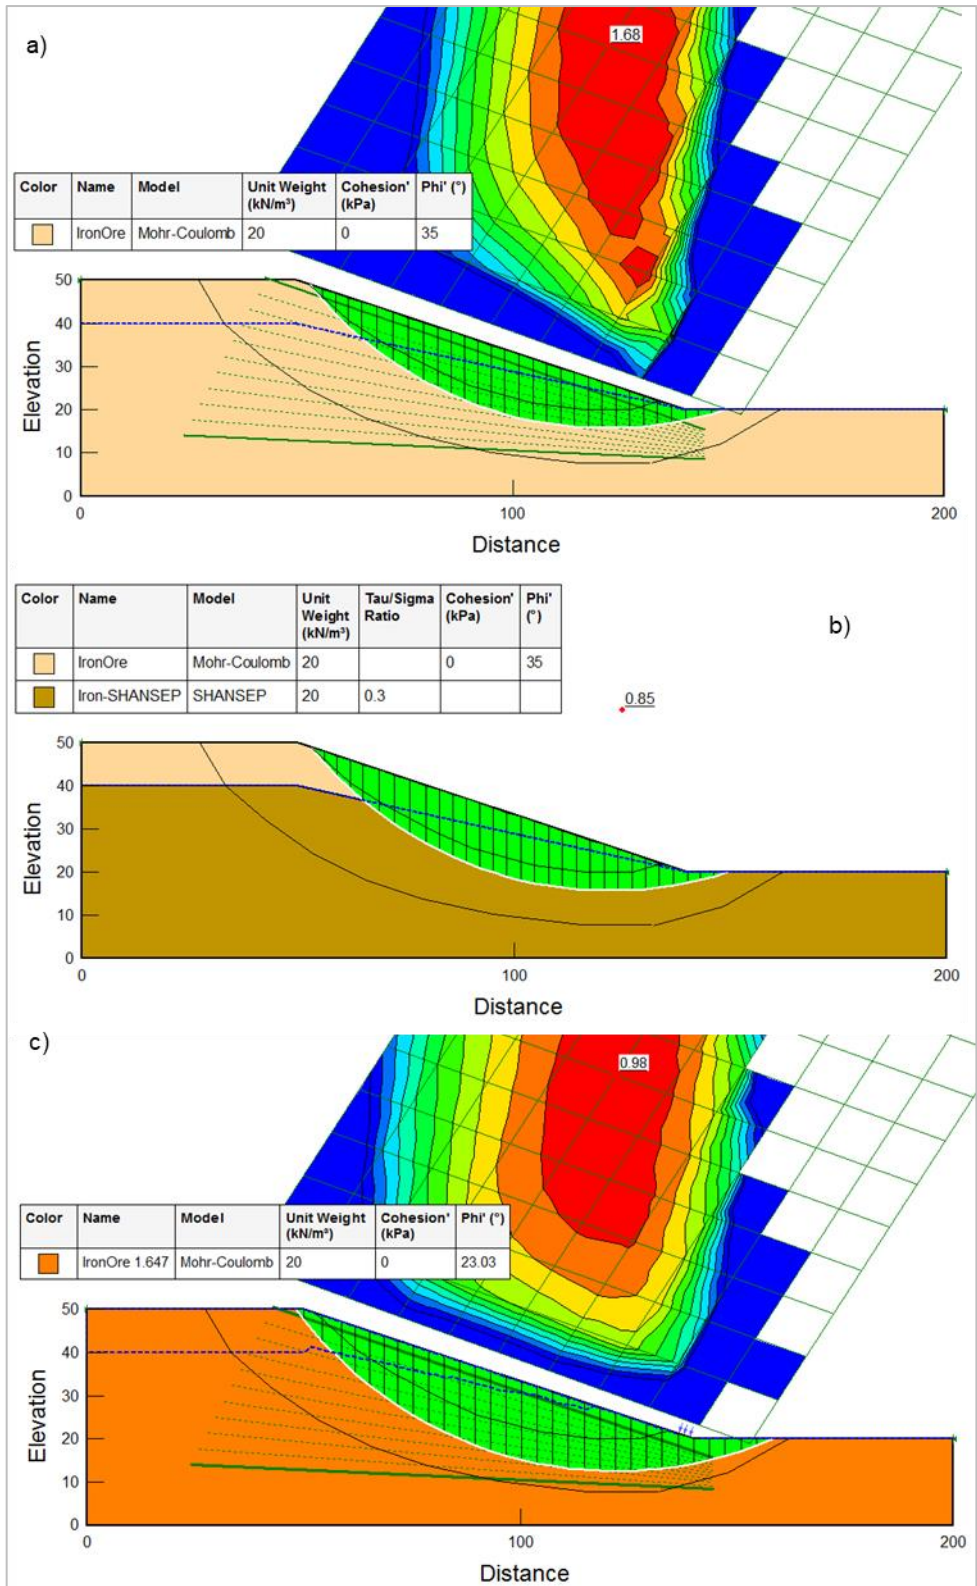 a)
1.68
Color Name Model Unit Weight (kN/m³) Cohesion' (kPa) Phi' (°)
IronOre Mohr-Coulomb 20 0 35
50
40
30
20
10
0
Elevation
0 100 200
Distance
Color Name Model Unit Weight (kN/m³) Tau/Sigma Ratio Cohesion' (kPa) Phi' (°)
IronOre Mohr-Coulomb 20 0 35
Iron-SHANSEP SHANSEP 20 0.3
b)
0.85
50
40
30
20
10
0
Elevation
0 100 200
Distance
c)
0.98
Color Name Model Unit Weight (kN/m³) Cohesion' (kPa) Phi' (°)
IronOre 1.647 Mohr-Coulomb 20 0 23.03
50
40
30
20
10
0
Elevation
0 100 200
Distance